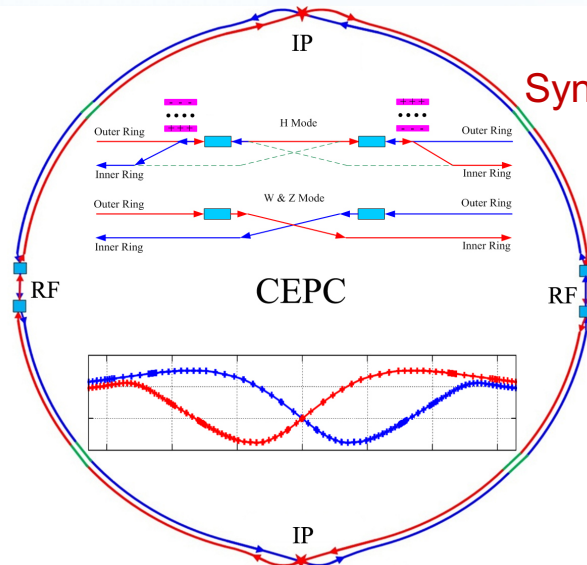 IP
Syn
- - -
+ + +
H Mode
+ + +
- - -
Outer Ring
Outer Ring
Inner Ring
Inner Ring
W & Z Mode
Outer Ring
Outer Ring
Inner Ring
Inner Ring
RF
CEPC
RF
IP